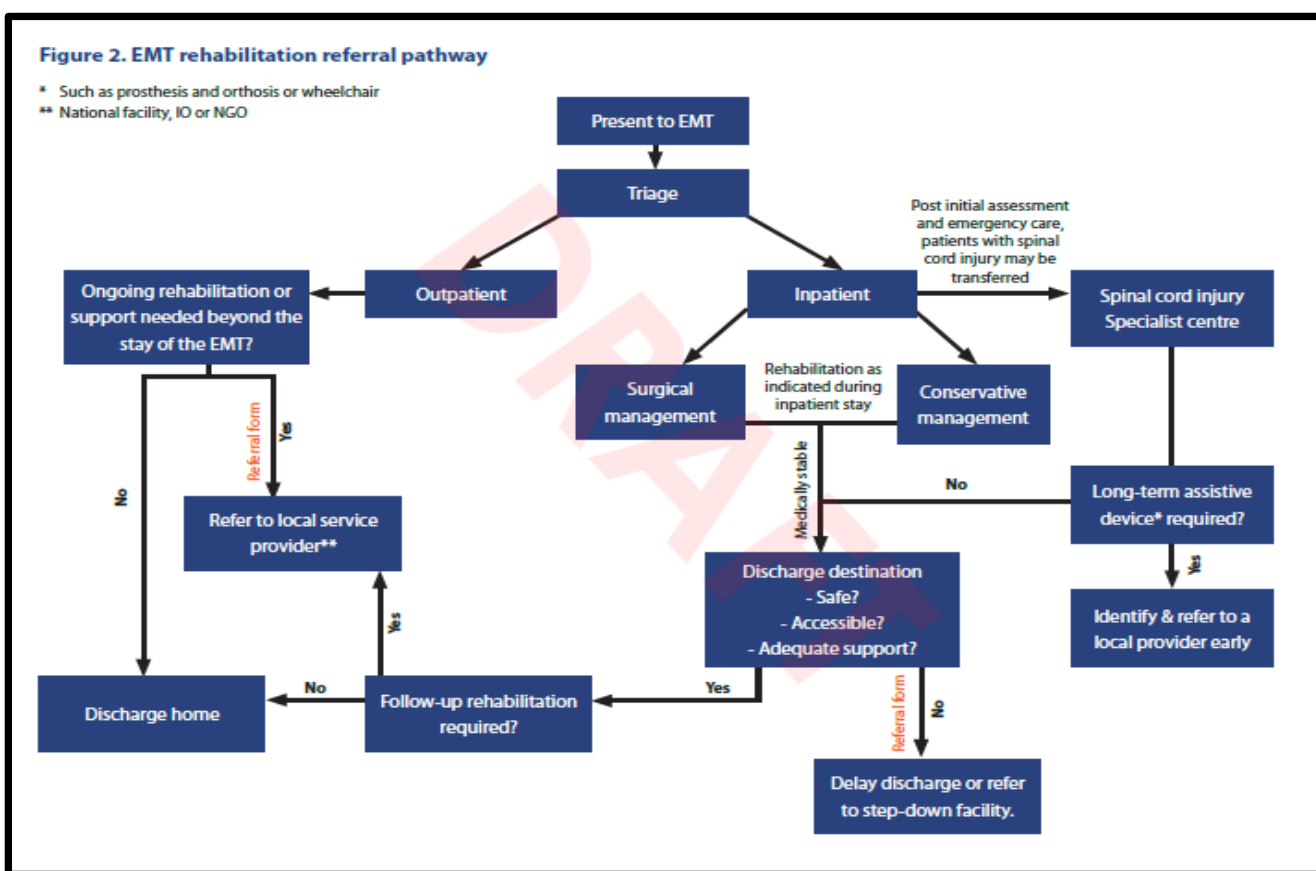 Figure 2. EMT rehabilitation referral pathway
* Such as prosthesis and orthosis or wheelchair
** National facility, IO or NGO
Present to EMT
Triage
Post initial assessment
and emergency care,
patients with spinal
cord injury may be
transferred
Ongoing rehabilitation or
support needed beyond the
stay of the EMT?
Outpatient
Inpatient
Spinal cord injury
Specialist centre
Surgical
management
Rehabilitation as
indicated during
inpatient stay
Conservative
management
Referral form
Yes
No
Refer to local service
provider**
Medically stable
No
Long-term assistive
device* required?
Yes
Discharge destination
- Safe?
- Accessible?
- Adequate support?
Identify & refer to a
local provider early
Yes
Discharge home
No
Follow-up rehabilitation
required?
Yes
Referral form
No
Delay discharge or refer
to step-down facility.
DRAFT